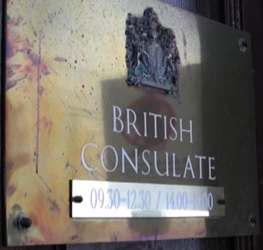 BRITISH
CONSULATE
09.30-12.30 / 14.00-